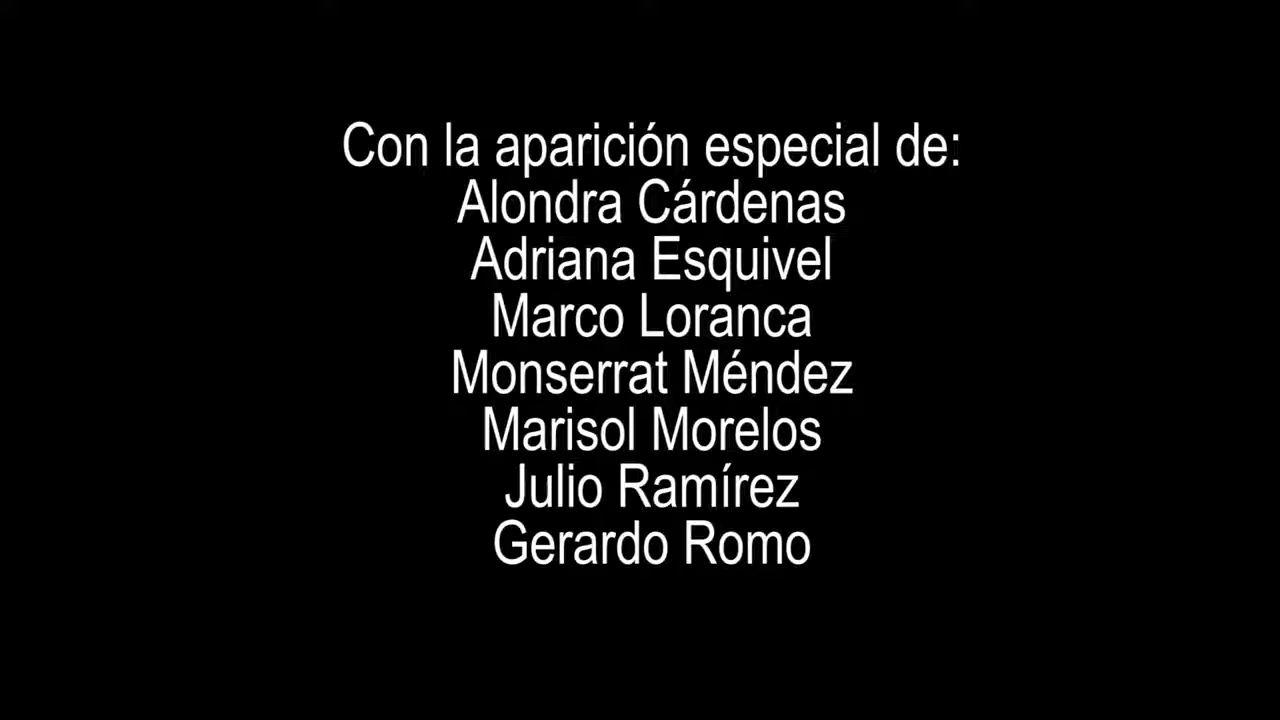 Con la aparición especial de:
Alondra Cárdenas
Adriana Esquivel
Marco Loranca
Monserrat Méndez
Marisol Morelos
Julio Ramírez
Gerardo Romo